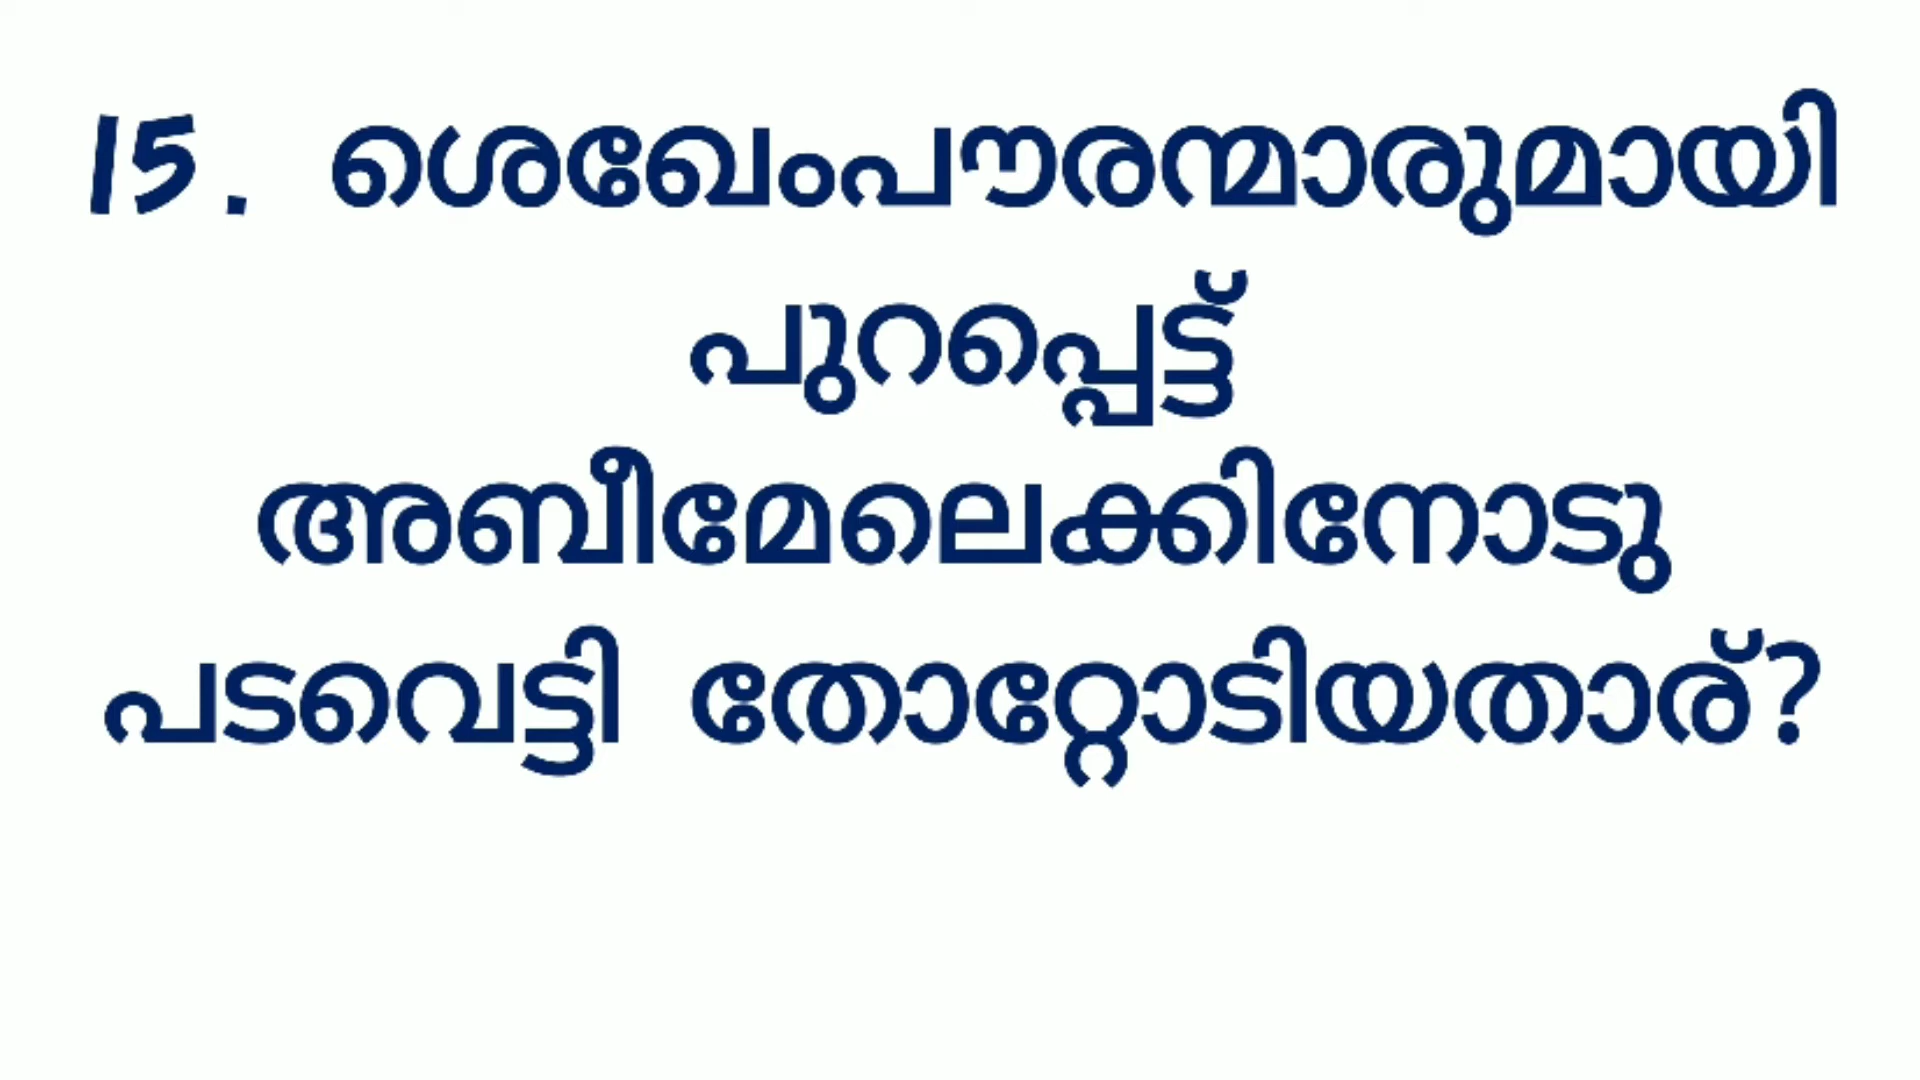 15. ശെഖേംപൗരന്മാരുമായി
പുറപ്പെട്ട്
അബീമേലെക്കിനോടു
പടവെട്ടി തോറ്റോടിയതാര്?